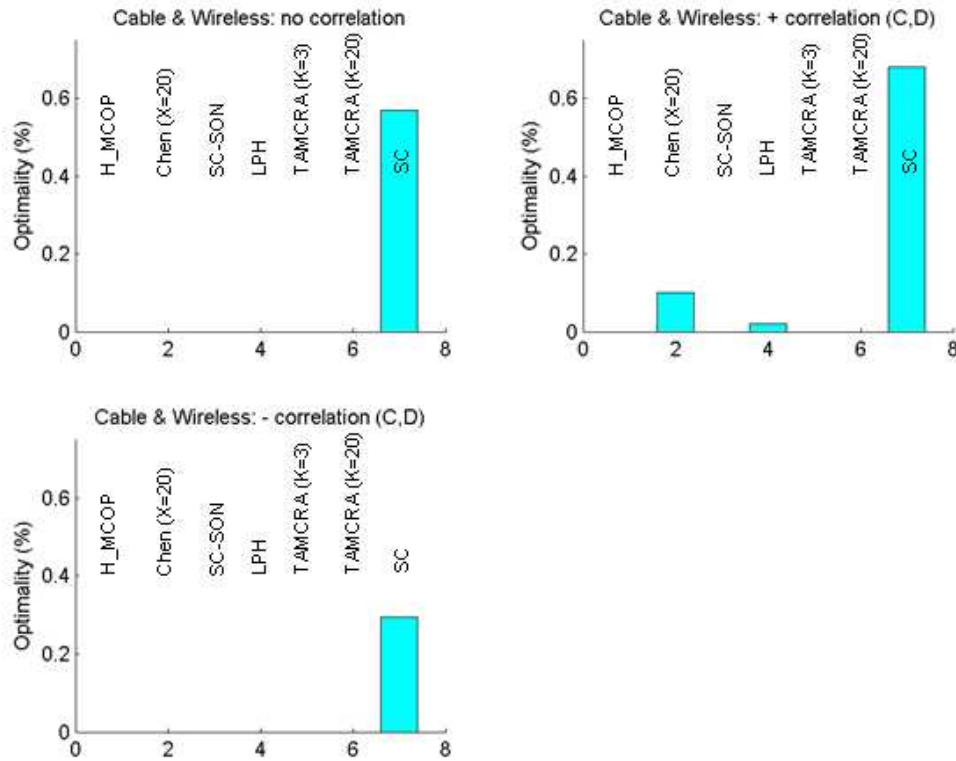 Cable & Wireless: no correlation
Optimality (%)
0.6
0.4
0.2
0
H_MCOP
Chen (X=20)
SC-SON
LPH
TAMCRA (K=3)
TAMCRA (K=20)
SC
0 2 4 6 8
Cable & Wireless: + correlation (C,D)
Optimality (%)
0.6
0.4
0.2
0
H_MCOP
Chen (X=20)
SC-SON
LPH
TAMCRA (K=3)
TAMCRA (K=20)
SC
0 2 4 6 8
Cable & Wireless: - correlation (C,D)
Optimality (%)
0.6
0.4
0.2
0
H_MCOP
Chen (X=20)
SC-SON
LPH
TAMCRA (K=3)
TAMCRA (K=20)
SC
0 2 4 6 8